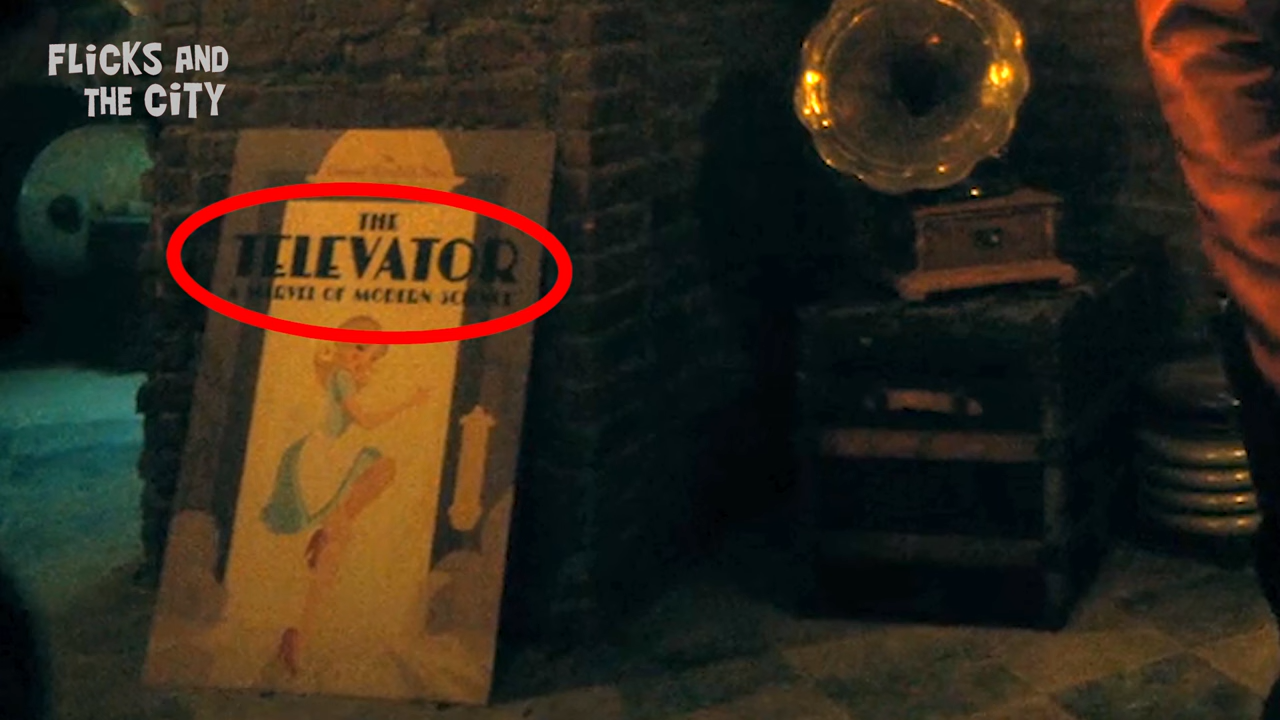 FLiCKS AND
THE CiTY
THE
TELEVATOR
A MARVEL OF MODERN SCIENCE